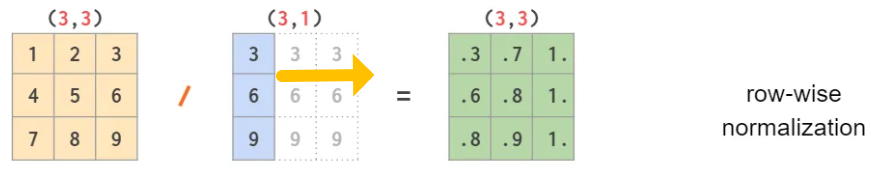 (3,3) (3,1) (3,3)
1 2 3 3 3 3 .3 .7 1.
4 5 6 / 6 6 6 = .6 .8 1.
7 8 9 9 9 9 .8 .9 1.
row-wise
normalization